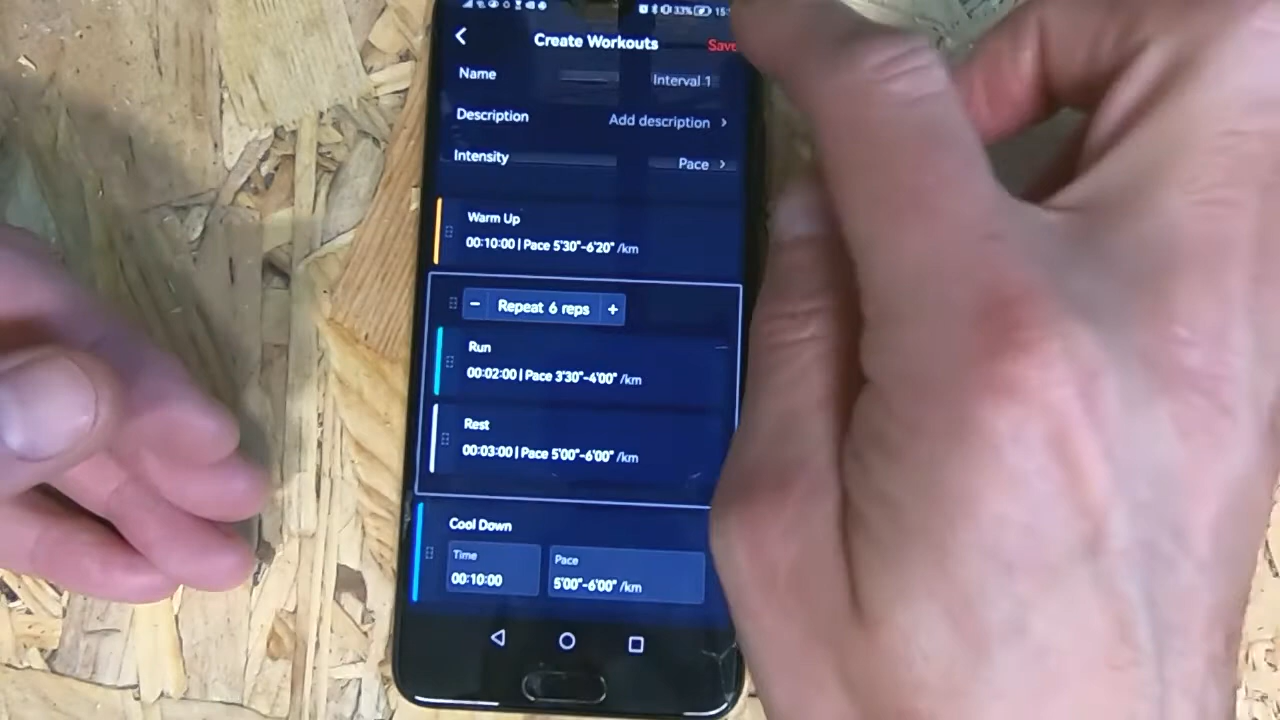 33% 15:
Create Workouts Save
Name Interval 1
Description Add description >
Intensity Pace >
Warm Up
00:10:00 | Pace 5'30"-6'20" /km
− Repeat 6 reps +
Run
00:02:00 | Pace 3'30"-4'00" /km
Rest
00:03:00 | Pace 5'00"-6'00" /km
Cool Down
Time Pace
00:10:00 5'00"-6'00" /km